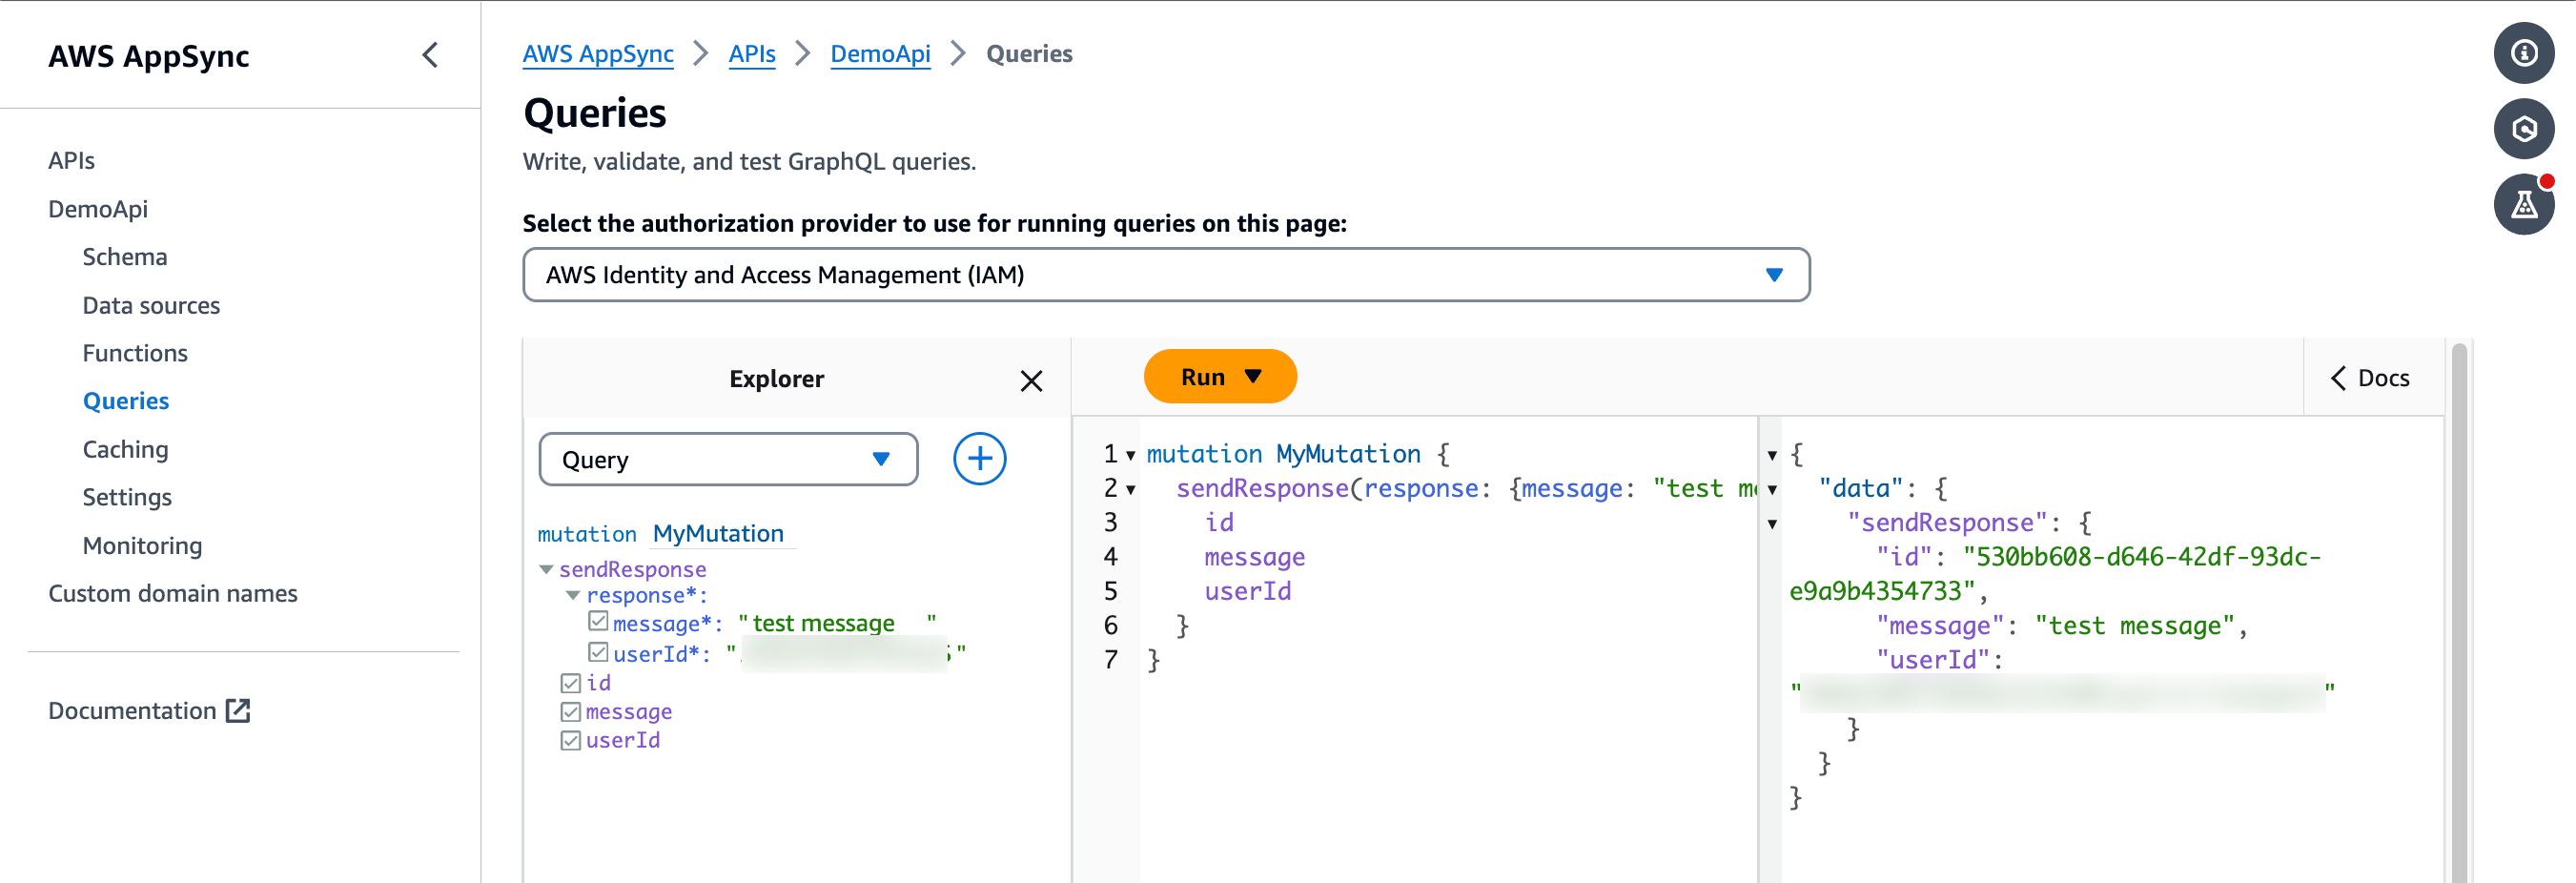 AWS AppSync
APIs
DemoApi
Schema
Data sources
Functions
Queries
Caching
Settings
Monitoring
Custom domain names
Documentation
AWS AppSync > APIs > DemoApi > Queries
Queries
Write, validate, and test GraphQL queries.
Select the authorization provider to use for running queries on this page:
AWS Identity and Access Management (IAM)
Explorer
Query
mutation MyMutation
sendResponse
response*:
message*: "test message "
userId*: " "
id
message
userId
Run
Docs
1 mutation MyMutation {
2 sendResponse(response: {message: "test
3 id
4 message
5 userId
6 }
7 }
{
"data": {
"sendResponse": {
"id": "530bb608-d646-42df-93dc-
e9a9b4354733",
"message": "test message",
"userId":
" "
}
}
}